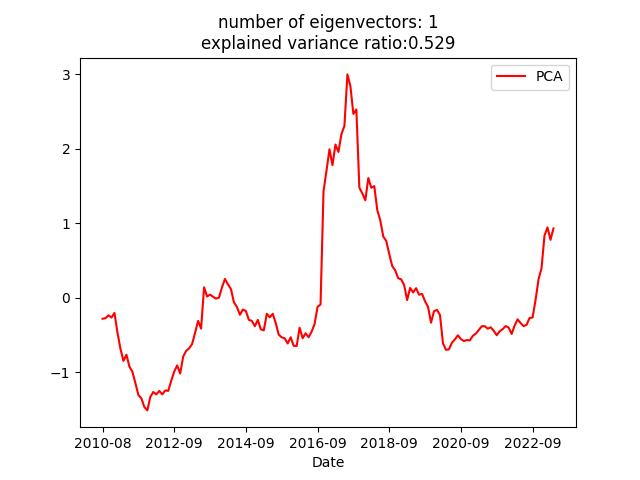 number of eigenvectors: 1
explained variance ratio:0.529
PCA
3
2
1
0
−1
2010-08 2012-09 2014-09 2016-09 2018-09 2020-09 2022-09
Date